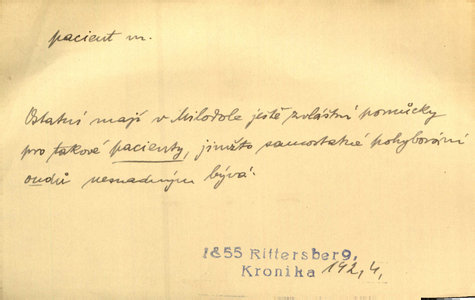 pacient m.
Ostatní mají v Milodole ještě zvláštní pomůcky
pro takové pacienty, jimžto samostatné pohybování
oudů nesnadným bývá.
1855 Rittersberg,
Kronika 192,4,